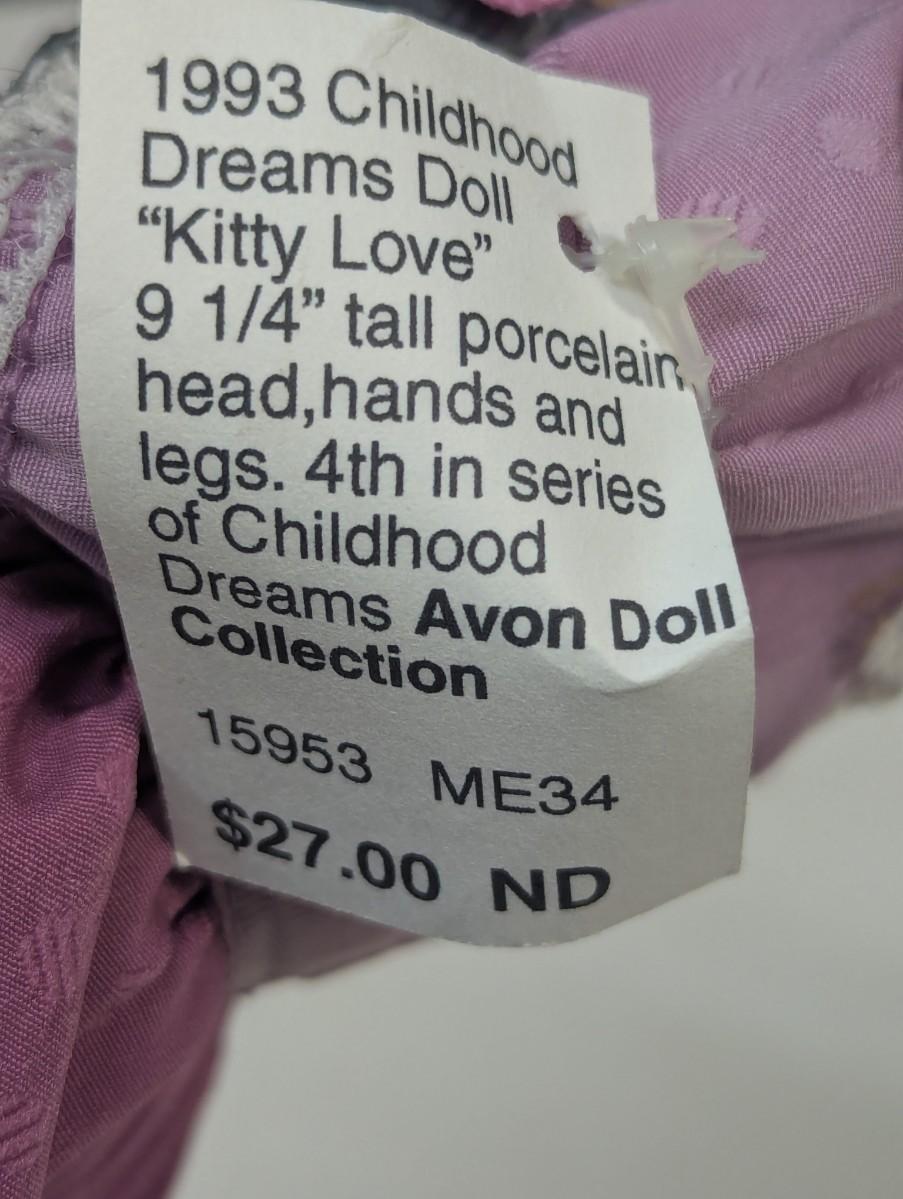 1993 Childhood
Dreams Doll
“Kitty Love”
9 1/4” tall porcelain
head,hands and
legs. 4th in series
of Childhood
Dreams Avon Doll
Collection
15953 ME34
$27.00 ND